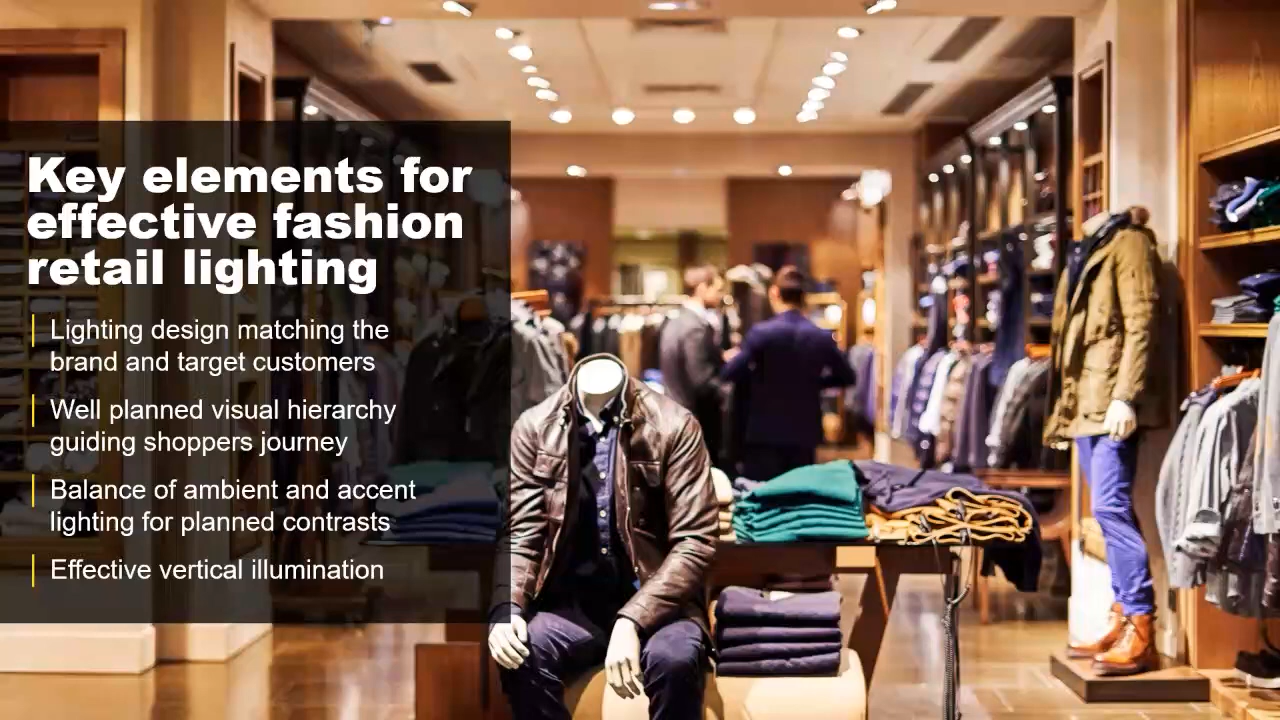 Key elements for
effective fashion
retail lighting
Lighting design matching the
brand and target customers
Well planned visual hierarchy
guiding shoppers journey
Balance of ambient and accent
lighting for planned contrasts
Effective vertical illumination